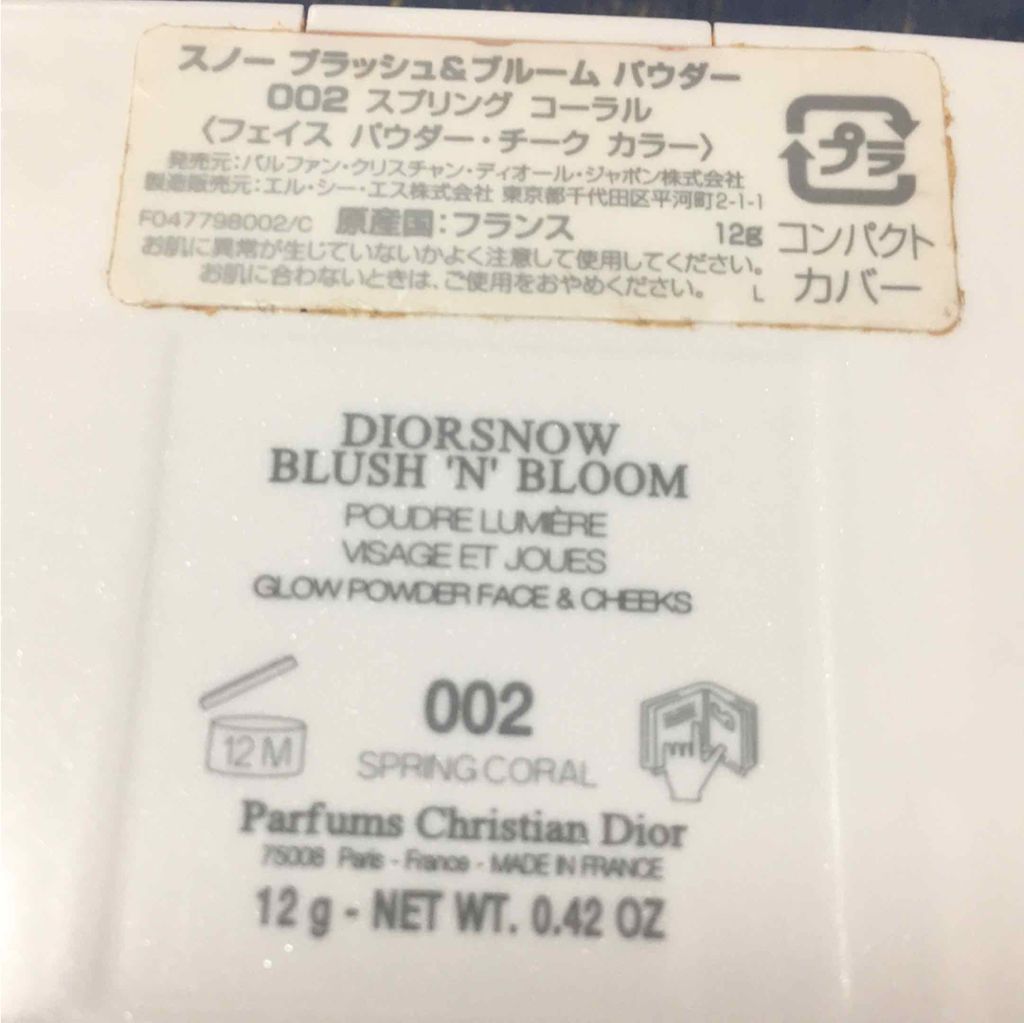 スノー ブラッシュ&ブルーム パウダー
002 スプリング コーラル
〈フェイス パウダー・チーク カラー〉
発売元:パルファン・クリスチャン・ディオール・ジャポン株式会社
製造販売元:エル・シー・エス株式会社 東京都千代田区平河町2-1-1
F047798002/C 原産国:フランス 12g
お肌に異常が生じていないかよく注意して使用してください。
お肌に合わないときは、ご使用をおやめください。 L
プラ
コンパクト
カバー
DIORSNOW
BLUSH 'N' BLOOM
POUDRE LUMIÈRE
VISAGE ET JOUES
GLOW POWDER FACE & CHEEKS
12 M
002
SPRING CORAL
Parfums Christian Dior
75008 Paris - France - MADE IN FRANCE
12 g - NET WT. 0.42 OZ